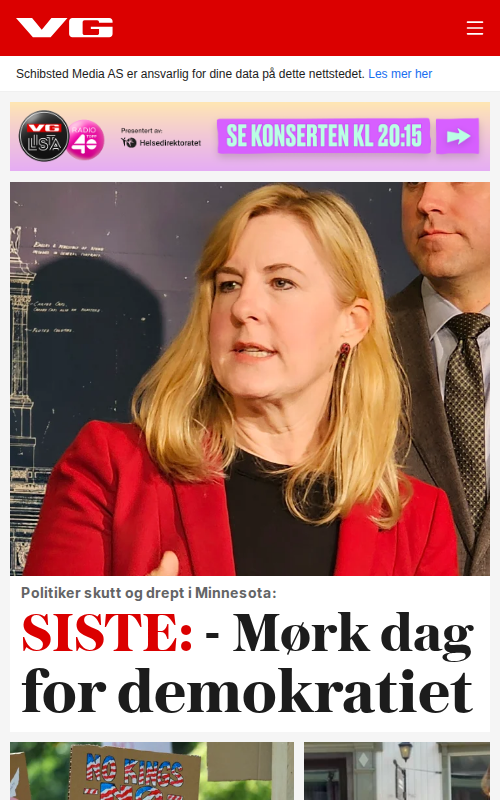 VG
Schibsted Media AS er ansvarlig for dine data på dette nettstedet. Les mer her
VG
LISTA
RADIO
TOPP
40
Presentert av:
Helsedirektoratet
SE KONSERTEN KL 20:15
Politiker skutt og drept i Minnesota:
SISTE: - Mørk dag
for demokratiet
NO KINGS